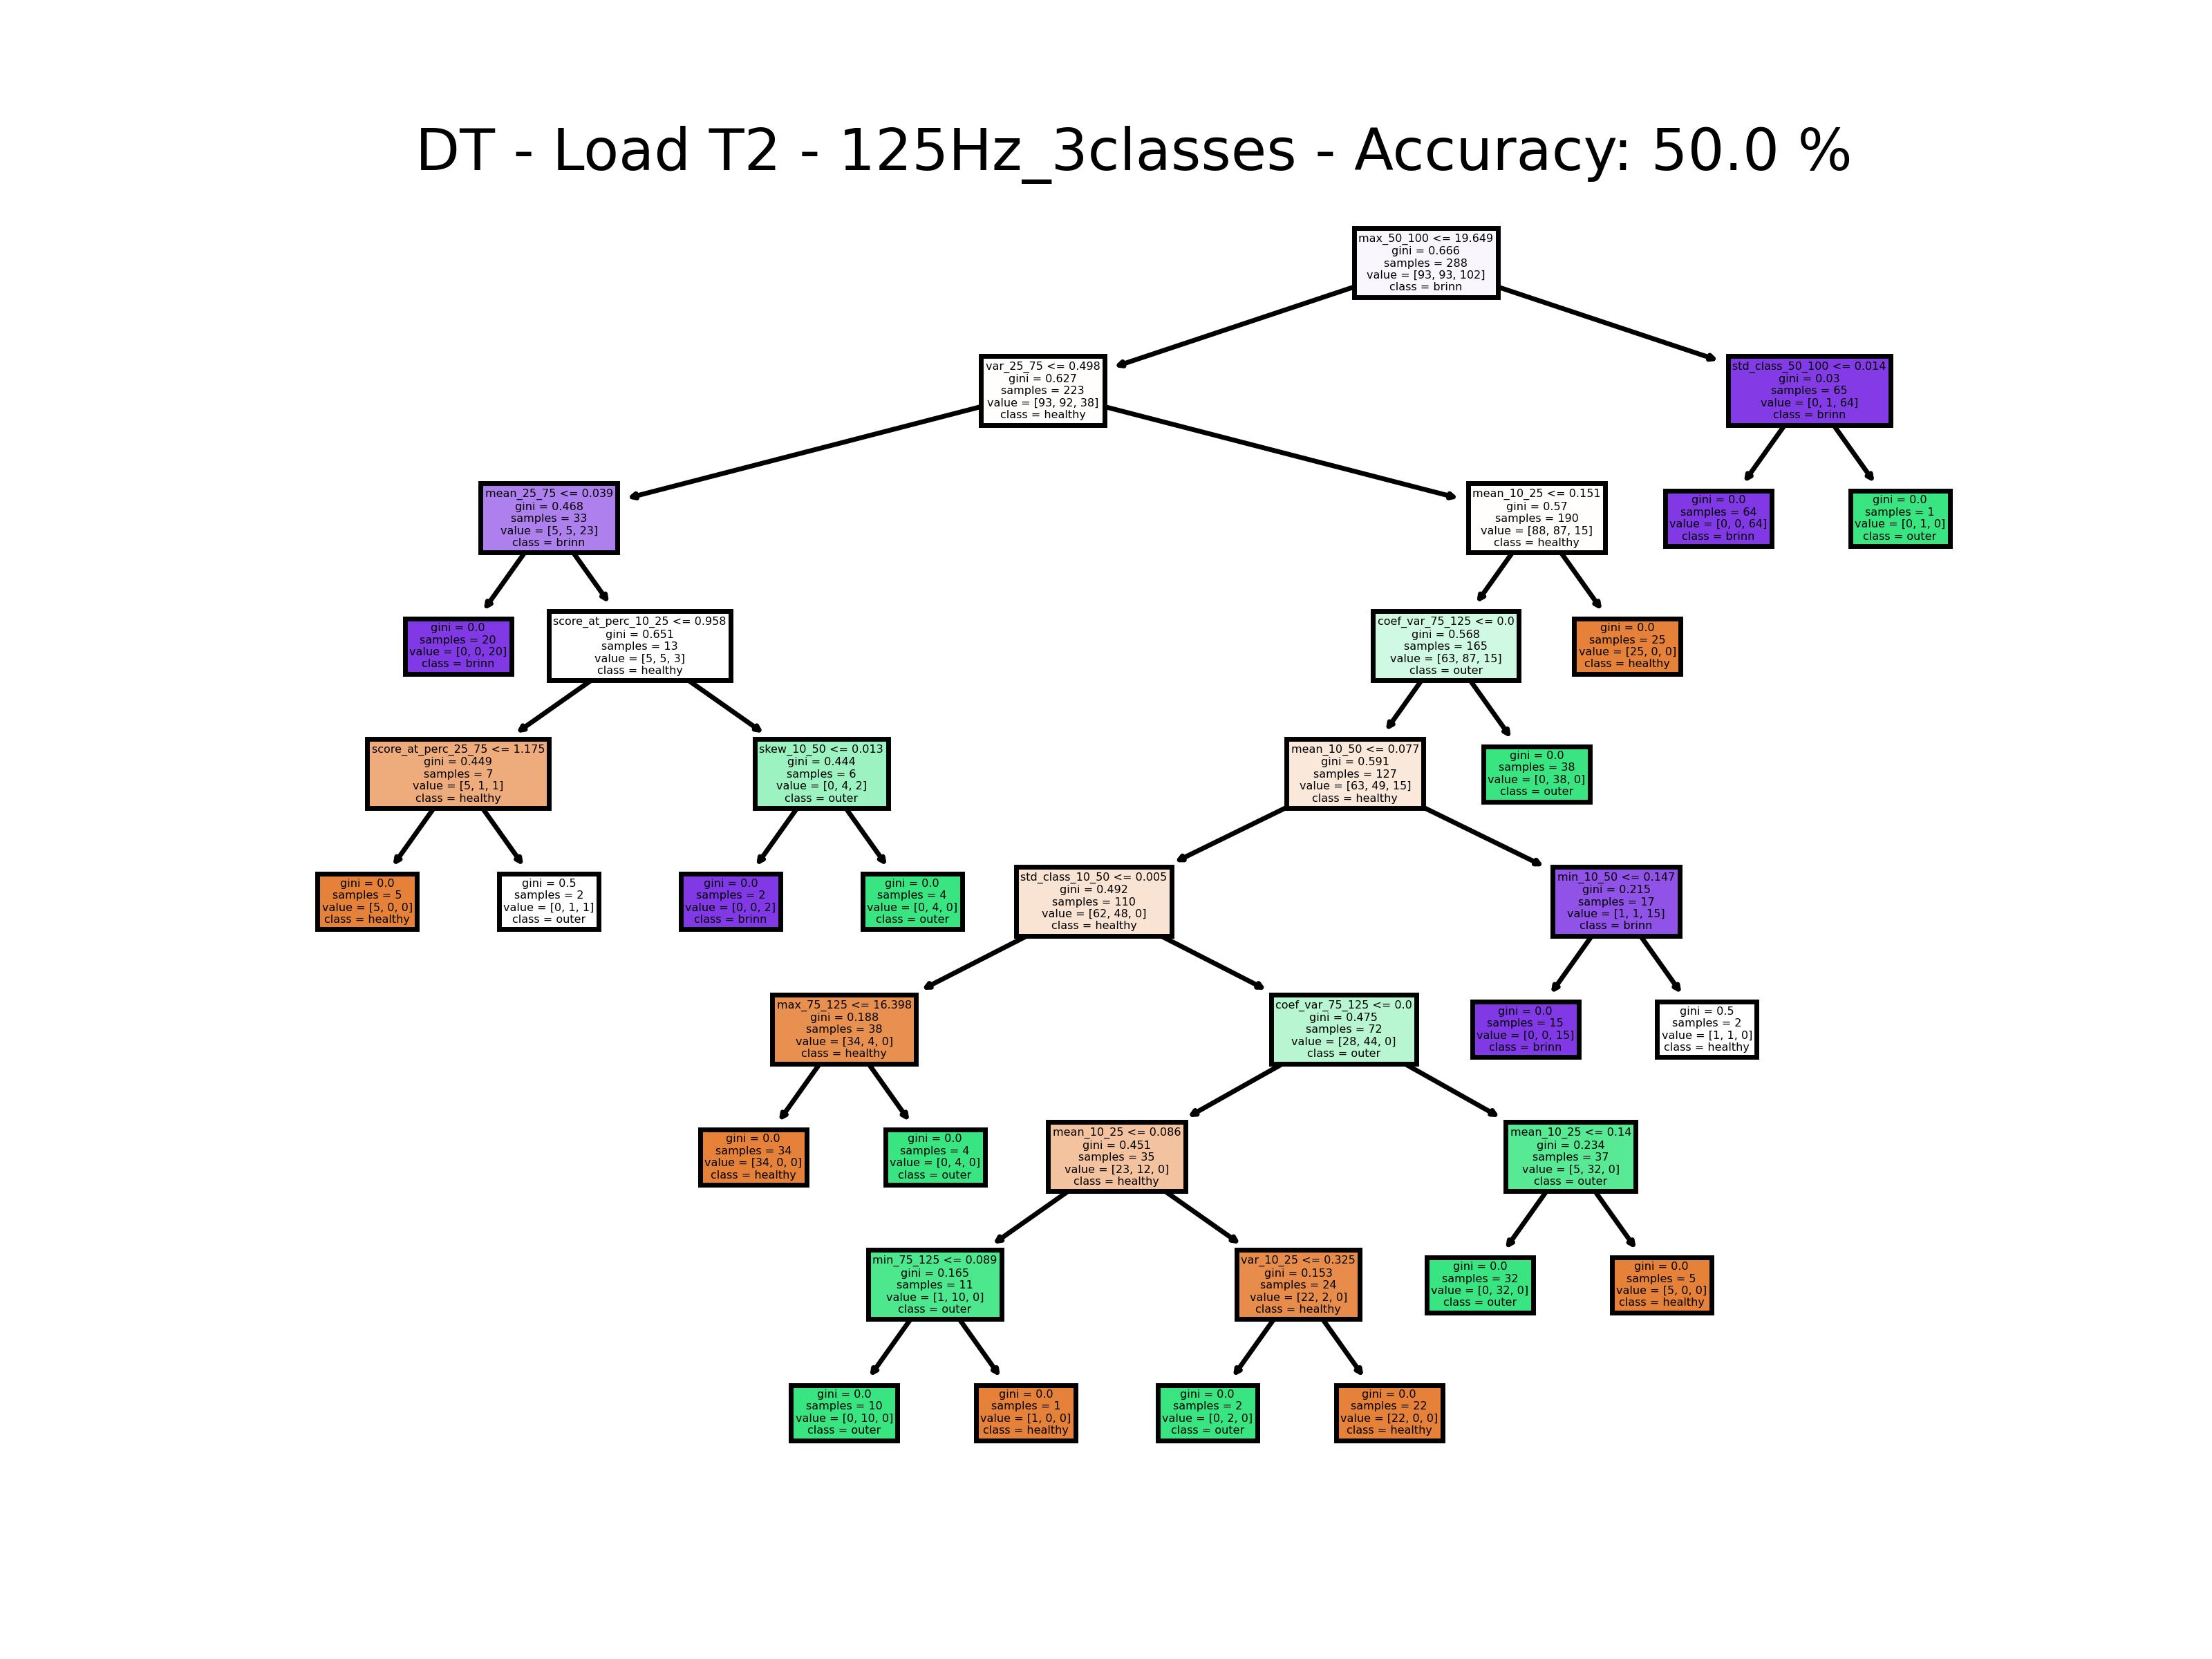 DT - Load T2 - 125Hz_3classes - Accuracy: 50.0 %
max_50_100 <= 19.649
gini = 0.666
samples = 288
value = [93, 93, 102]
class = brinn
var_25_75 <= 0.498
gini = 0.627
samples = 223
value = [93, 92, 38]
class = healthy
std_class_50_100 <= 0.014
gini = 0.03
samples = 65
value = [0, 1, 64]
class = brinn
mean_25_75 <= 0.039
gini = 0.468
samples = 33
value = [5, 5, 23]
class = brinn
mean_10_25 <= 0.151
gini = 0.57
samples = 190
value = [88, 87, 15]
class = healthy
gini = 0.0
samples = 64
value = [0, 0, 64]
class = brinn
gini = 0.0
samples = 1
value = [0, 1, 0]
class = outer
gini = 0.0
samples = 20
value = [0, 0, 20]
class = brinn
score_at_perc_10_25 <= 0.958
gini = 0.651
samples = 13
value = [5, 5, 3]
class = healthy
coef_var_75_125 <= 0.0
gini = 0.568
samples = 165
value = [63, 87, 15]
class = outer
gini = 0.0
samples = 25
value = [25, 0, 0]
class = healthy
score_at_perc_25_75 <= 1.175
gini = 0.449
samples = 7
value = [5, 1, 1]
class = healthy
skew_10_50 <= 0.013
gini = 0.444
samples = 6
value = [0, 4, 2]
class = outer
mean_10_50 <= 0.077
gini = 0.591
samples = 127
value = [63, 49, 15]
class = healthy
gini = 0.0
samples = 38
value = [0, 38, 0]
class = outer
gini = 0.0
samples = 5
value = [5, 0, 0]
class = healthy
gini = 0.5
samples = 2
value = [0, 1, 1]
class = outer
gini = 0.0
samples = 2
value = [0, 0, 2]
class = brinn
gini = 0.0
samples = 4
value = [0, 4, 0]
class = outer
std_class_10_50 <= 0.005
gini = 0.492
samples = 110
value = [62, 48, 0]
class = healthy
min_10_50 <= 0.147
gini = 0.215
samples = 17
value = [1, 1, 15]
class = brinn
max_75_125 <= 16.398
gini = 0.188
samples = 38
value = [34, 4, 0]
class = healthy
coef_var_75_125 <= 0.0
gini = 0.475
samples = 72
value = [28, 44, 0]
class = outer
gini = 0.0
samples = 15
value = [0, 0, 15]
class = brinn
gini = 0.5
samples = 2
value = [1, 1, 0]
class = healthy
gini = 0.0
samples = 34
value = [34, 0, 0]
class = healthy
gini = 0.0
samples = 4
value = [0, 4, 0]
class = outer
mean_10_25 <= 0.086
gini = 0.451
samples = 35
value = [23, 12, 0]
class = healthy
mean_10_25 <= 0.14
gini = 0.234
samples = 37
value = [5, 32, 0]
class = outer
min_75_125 <= 0.089
gini = 0.165
samples = 11
value = [1, 10, 0]
class = outer
var_10_25 <= 0.325
gini = 0.153
samples = 24
value = [22, 2, 0]
class = healthy
gini = 0.0
samples = 32
value = [0, 32, 0]
class = outer
gini = 0.0
samples = 5
value = [5, 0, 0]
class = healthy
gini = 0.0
samples = 10
value = [0, 10, 0]
class = outer
gini = 0.0
samples = 1
value = [1, 0, 0]
class = healthy
gini = 0.0
samples = 2
value = [0, 2, 0]
class = outer
gini = 0.0
samples = 22
value = [22, 0, 0]
class = healthy